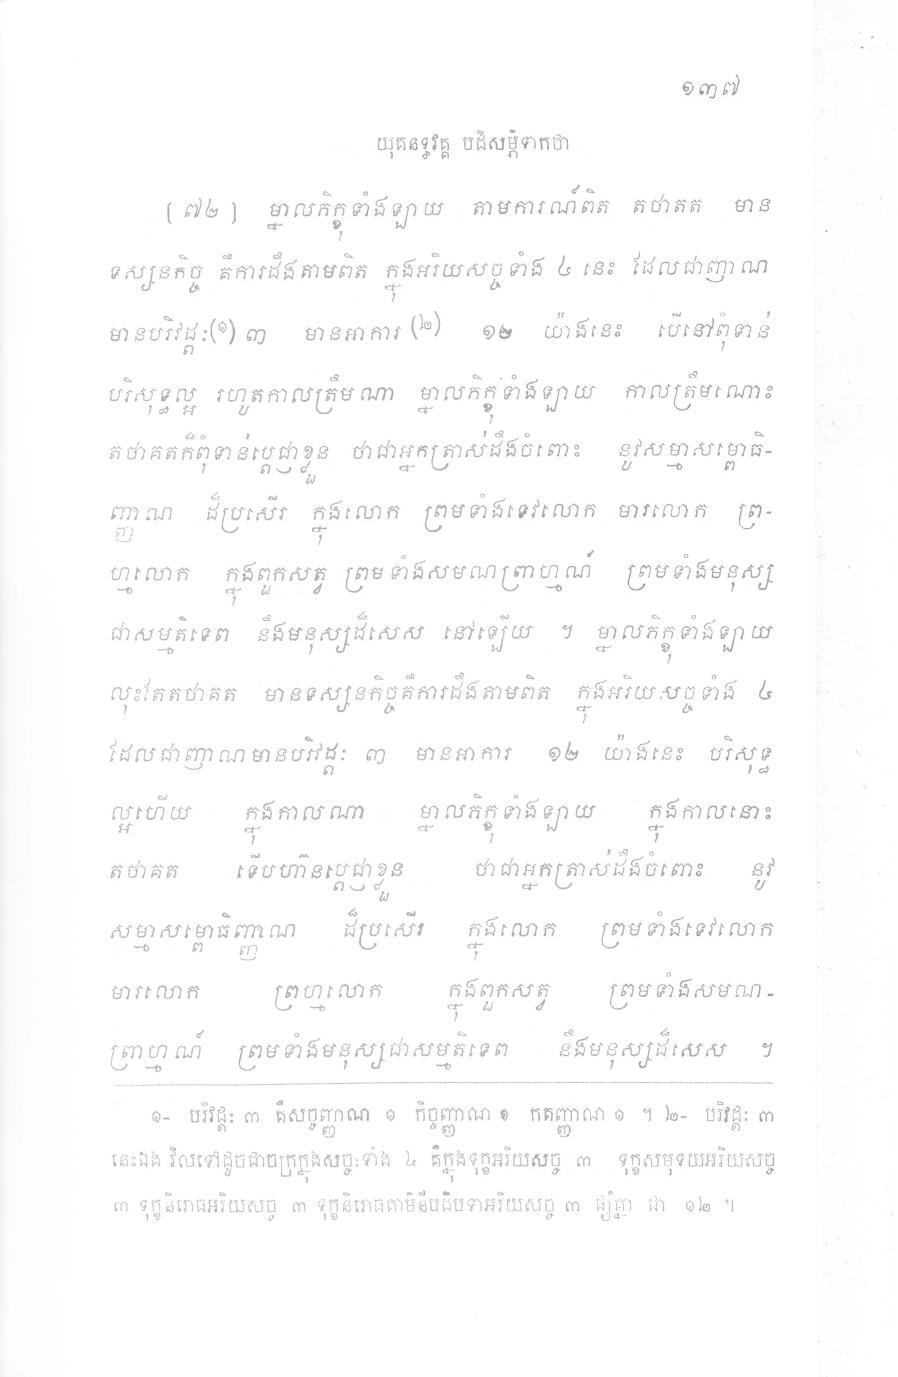 ១៣៧
យុគនទ្ធវគ្គ បដិសម្ភិទាកថា
[ ៧២ ] ម្នាលភិក្ខុទាំងឡាយ តាមការណ៍ពិត តថាតត មាន
ទស្សនកិច្ច គឺការដឹងតាមពិត ក្នុងអរិយសច្ចទាំង ៤ នេះ ដែលជាញាណ
មានបរិវដ្តៈ(១) ៣ មានអាការ (២) ១២ យ៉ាងនេះ បើនៅពុំទាន់
បរិសុទ្ធល្អ រហូតកាលត្រឹមណា ម្នាលភិក្ខុទាំងឡាយ កាលត្រឹមណោះ
តថាគតក៏ពុំទាន់ប្តេជ្ញាខ្លួន ថាជាអ្នកត្រាស់ដឹងចំពោះ នូវសម្មាសម្ពោធិ-
ញ្ញាណ ដ៏ប្រសើរ ក្នុងលោក ព្រមទាំងទេវលោក មារលោក ព្រ-
ហ្មលោក ក្នុងពួកសត្វ ព្រមទាំងសមណព្រាហ្មណ៍ ព្រមទាំងមនុស្ស
ជាសម្មតិទេព នឹងមនុស្សដ៏សេស នៅឡើយ ។ ម្នាលភិក្ខុទាំងឡាយ
លុះតែតថាគត មានទស្សនកិច្ចគឺការដឹងតាមពិត ក្នុងអរិយសច្ចទាំង ៤
ដែលជាញាណមានបរិវដ្តៈ ៣ មានអាការ ១២ យ៉ាងនេះ បរិសុទ្ធ
ល្អហើយ ក្នុងកាលណា ម្នាលភិក្ខុទាំងឡាយ ក្នុងកាលនោះ
តថាគត ទើបហ៊ានប្តេជ្ញាខ្លួន ថាជាអ្នកត្រាស់ដឹងចំពោះ នូវ
សម្មាសម្ពោធិញ្ញាណ ដ៏ប្រសើរ ក្នុងលោក ព្រមទាំងទេវលោក
មារលោក ព្រហ្មលោក ក្នុងពួកសត្វ ព្រមទាំងសមណ-
ព្រាហ្មណ៍ ព្រមទាំងមនុស្សជាសម្មតិទេព នឹងមនុស្សដ៏សេស ។
១- បរិវដ្តៈ ៣ គឺសច្ចញ្ញាណ ១ កិច្ចញ្ញាណ ១ កតញ្ញាណ ១ ។ ២- បរិវដ្តៈ ៣
នេះឯង វិលទៅដូចជាចក្រក្នុងសច្ចៈទាំង ៤ គឺក្នុងទុក្ខអរិយសច្ច ៣ ទុក្ខសមុទយអរិយសច្ច
៣ ទុក្ខនិរោធអរិយសច្ច ៣ ទុក្ខនិរោធគាមិនីបដិបទាអរិយសច្ច ៣ ផ្សំគ្នា ជា ១២ ។